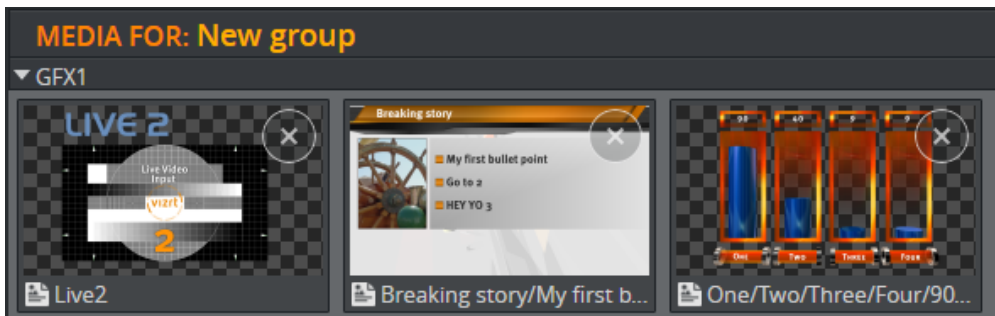 MEDIA FOR: New group
GFX1
LIVE 2
Live Video
Input
vizrt
2
Live2
Breaking story
My first bullet point
Go to 2
HEY YO 3
Breaking story/My first b...
90 40 9 9
One Two Three Four
One/Two/Three/Four/90...